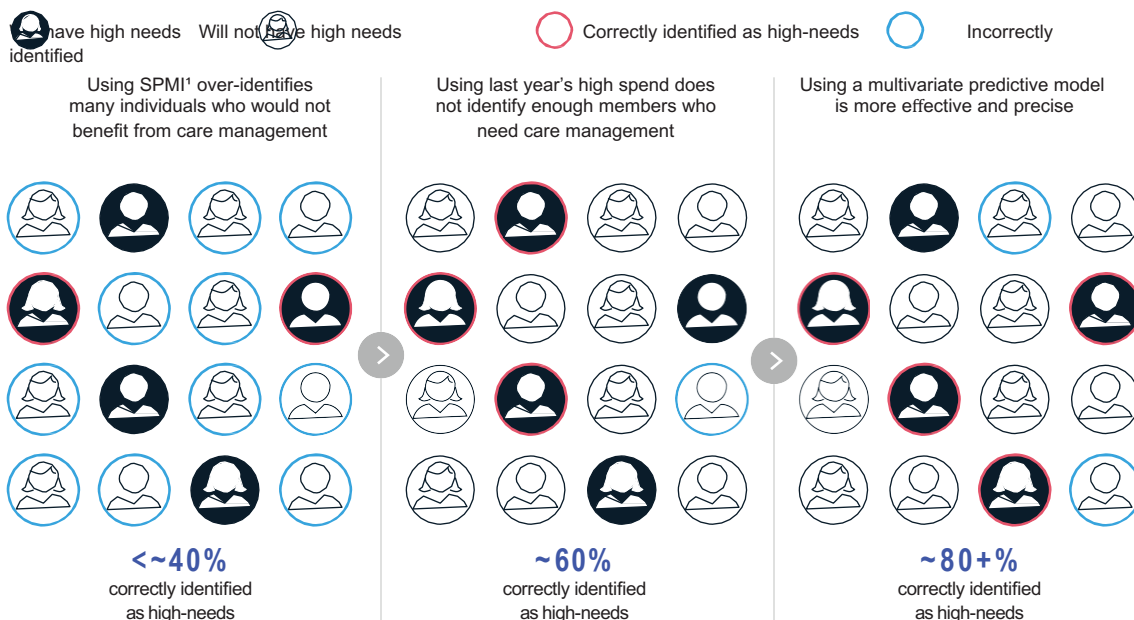 have high needs Will not have high needs Correctly identified as high-needs Incorrectly
identified
Using SPMI¹ over-identifies
many individuals who would not
benefit from care management
Using last year's high spend does
not identify enough members who
need care management
Using a multivariate predictive model
is more effective and precise
<~40%
correctly identified
as high-needs
~60%
correctly identified
as high-needs
~80+%
correctly identified
as high-needs